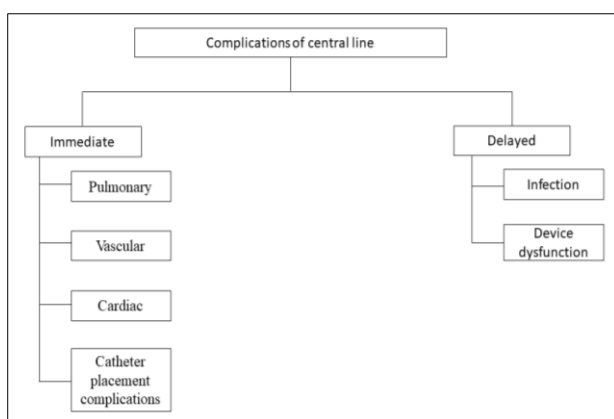 Complications of central line
Immediate
Delayed
Pulmonary
Vascular
Cardiac
Catheter
placement
complications
Infection
Device
dysfunction